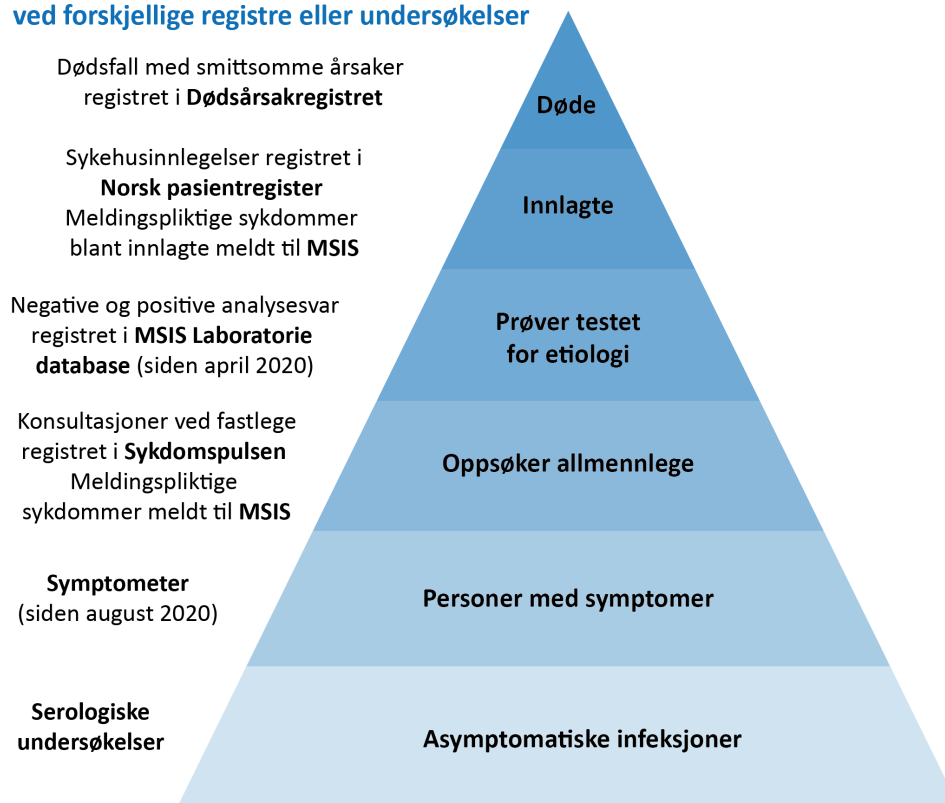 ved forskjellige registre eller undersøkelser
Dødsfall med smittsomme årsaker
registret i Dødsårsakregistret
Døde
Sykehusinnlegelser registret i
Norsk pasientregister
Meldingspliktige sykdommer
blant innlagte meldt til MSIS
Innlagte
Negative og positive analysesvar
registret i MSIS Laboratorie
database (siden april 2020)
Prøver testet
for etiologi
Konsultasjoner ved fastlege
registret i Sykdomspulsen
Meldingspliktige
sykdommer meldt til MSIS
Oppsøker allmennlege
Symptometer
(siden august 2020)
Personer med symptomer
Serologiske
undersøkelser
Asymptomatiske infeksjoner